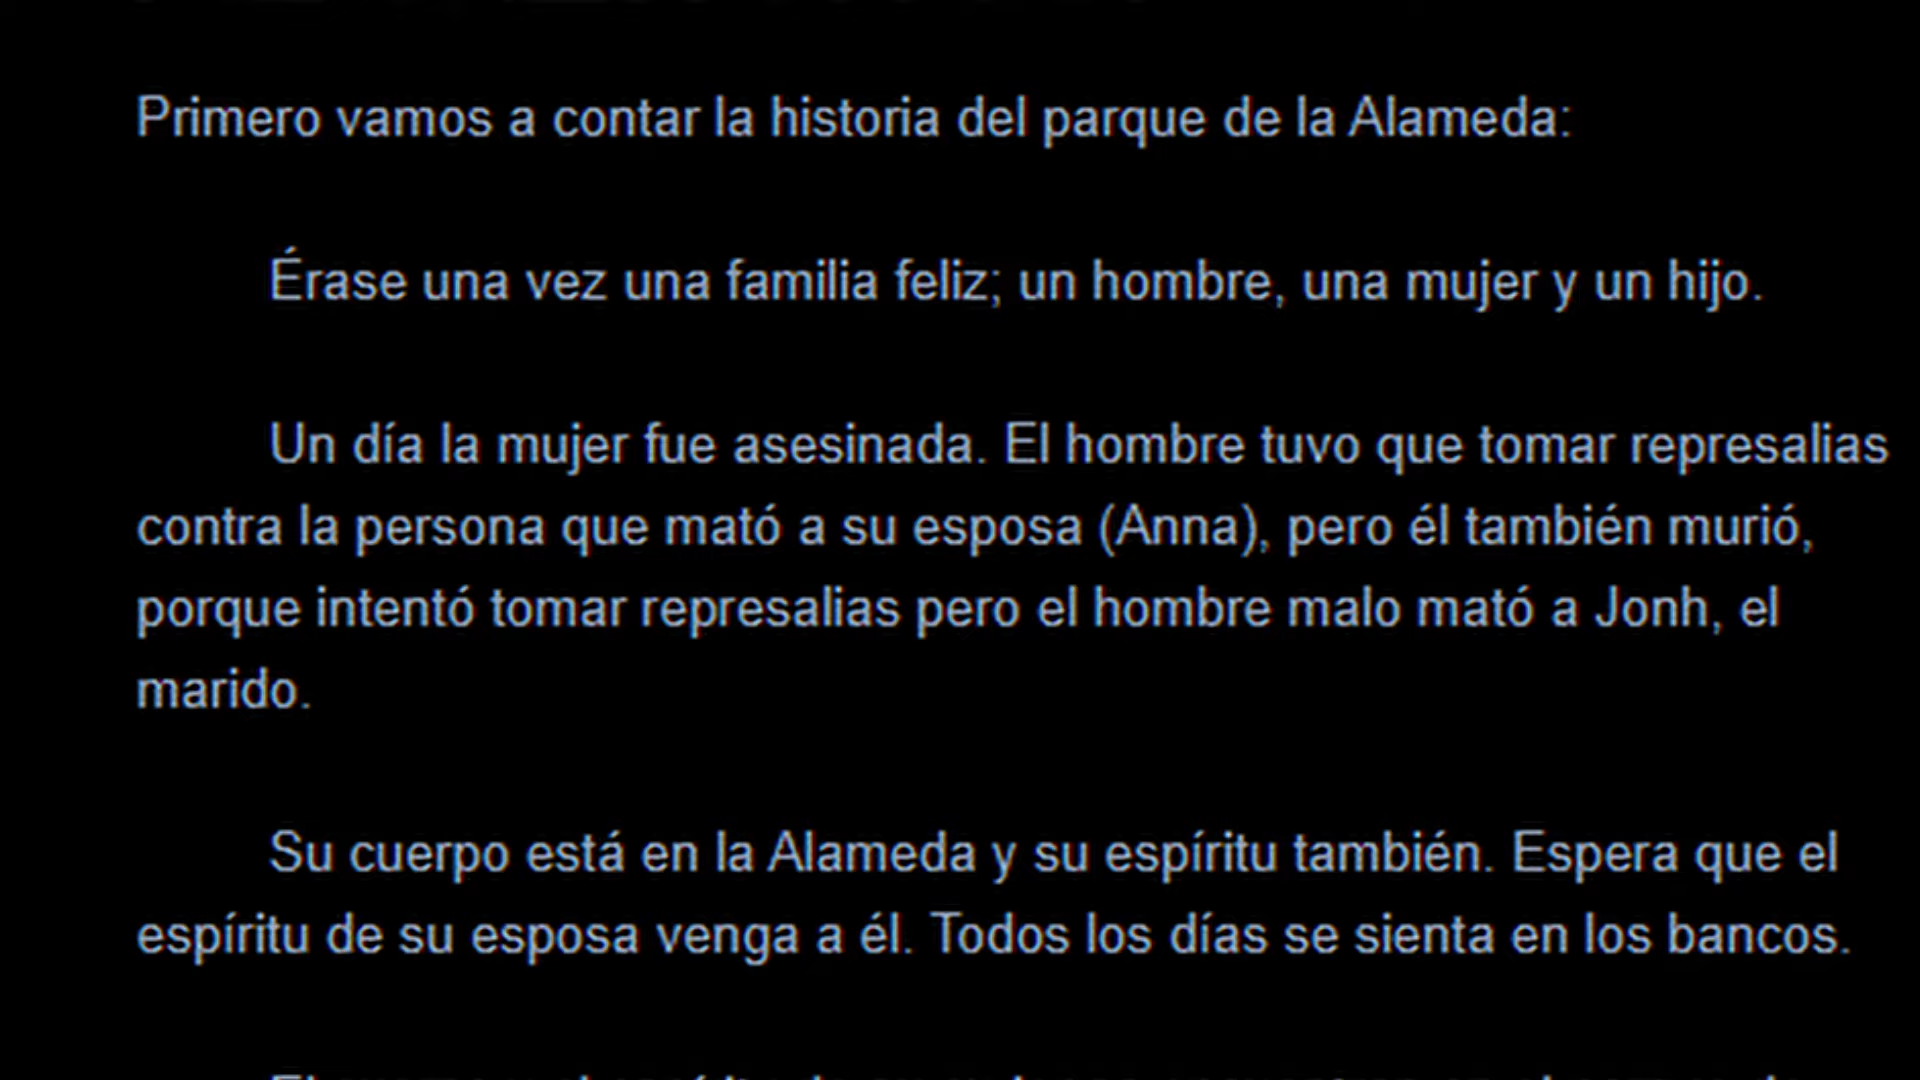 Primero vamos a contar la historia del parque de la Alameda:
Érase una vez una familia feliz; un hombre, una mujer y un hijo.
Un día la mujer fue asesinada. El hombre tuvo que tomar represalias
contra la persona que mató a su esposa (Anna), pero él también murió,
porque intentó tomar represalias pero el hombre malo mató a Jonh, el
marido.
Su cuerpo está en la Alameda y su espíritu también. Espera que el
espíritu de su esposa venga a él. Todos los días se sienta en los bancos.